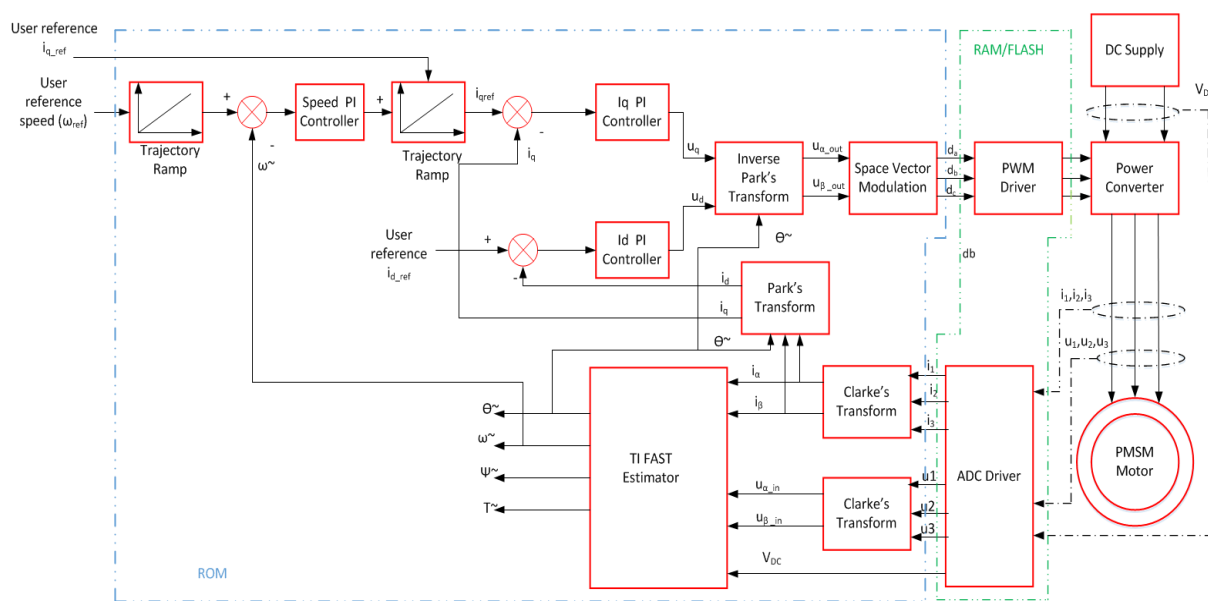 User reference
i_q_ref
User
reference
speed (ω_ref)
+
-
ω~
Trajectory
Ramp
Speed PI
Controller
+
Trajectory
Ramp
i_qref
-
i_q
Iq PI
Controller
u_q
u_d
User
reference
i_d_ref
+
-
Id PI
Controller
Inverse
Park's
Transform
u_α_out
u_β_out
Space Vector
Modulation
d_a
d_b
d_c
RAM/FLASH
PWM
Driver
DC Supply
V_D
Power
Converter
db
θ~
i_d
i_q
Park's
Transform
θ~
i_1,i_2,i_3
u_1,u_2,u_3
PMSM
Motor
θ~
ω~
Ψ~
T~
TI FAST
Estimator
i_α
i_β
u_α_in
u_β_in
V_DC
Clarke's
Transform
Clarke's
Transform
i_1
i_2
i_3
u1
u2
u3
ADC Driver
ROM